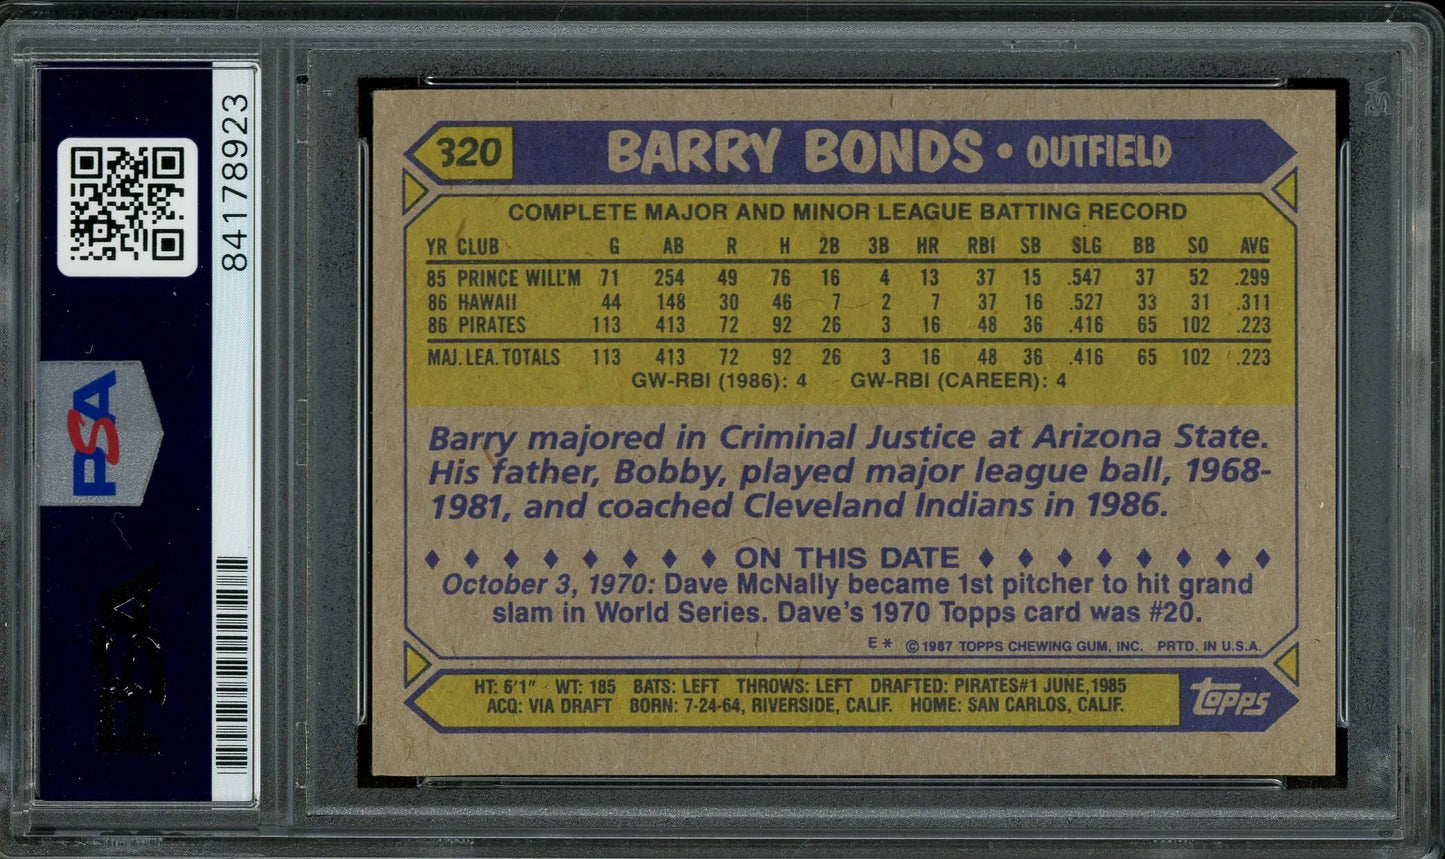 84178923
PSA
PSA
320 BARRY BONDS • OUTFIELD
COMPLETE MAJOR AND MINOR LEAGUE BATTING RECORD
YR CLUB G AB R H 2B 3B HR RBI SB SLG BB SO AVG
85 PRINCE WILL'M 71 254 49 76 16 4 13 37 15 .547 37 52 .299
86 HAWAII 44 148 30 46 7 2 7 37 16 .527 33 31 .311
86 PIRATES 113 413 72 92 26 3 16 48 36 .416 65 102 .223
MAJ. LEA. TOTALS 113 413 72 92 26 3 16 48 36 .416 65 102 .223
GW-RBI (1986): 4 GW-RBI (CAREER): 4
Barry majored in Criminal Justice at Arizona State.
His father, Bobby, played major league ball, 1968-
1981, and coached Cleveland Indians in 1986.
♦ ♦ ♦ ♦ ♦ ♦ ♦ ♦ ON THIS DATE ♦ ♦ ♦ ♦ ♦ ♦ ♦ ♦
October 3, 1970: Dave McNally became 1st pitcher to hit grand
slam in World Series. Dave's 1970 Topps card was #20.
E * © 1987 TOPPS CHEWING GUM, INC. PRTD. IN U.S.A.
HT: 6'1" WT: 185 BATS: LEFT THROWS: LEFT DRAFTED: PIRATES#1 JUNE,1985
ACQ: VIA DRAFT BORN: 7-24-64, RIVERSIDE, CALIF. HOME: SAN CARLOS, CALIF.
topps